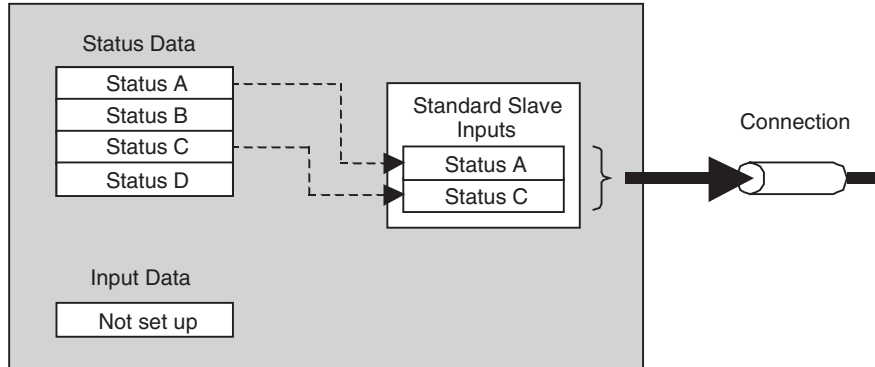 Status Data
Status A
Status B
Status C
Status D
Standard Slave
Inputs
Status A
Status C
Connection
Input Data
Not set up